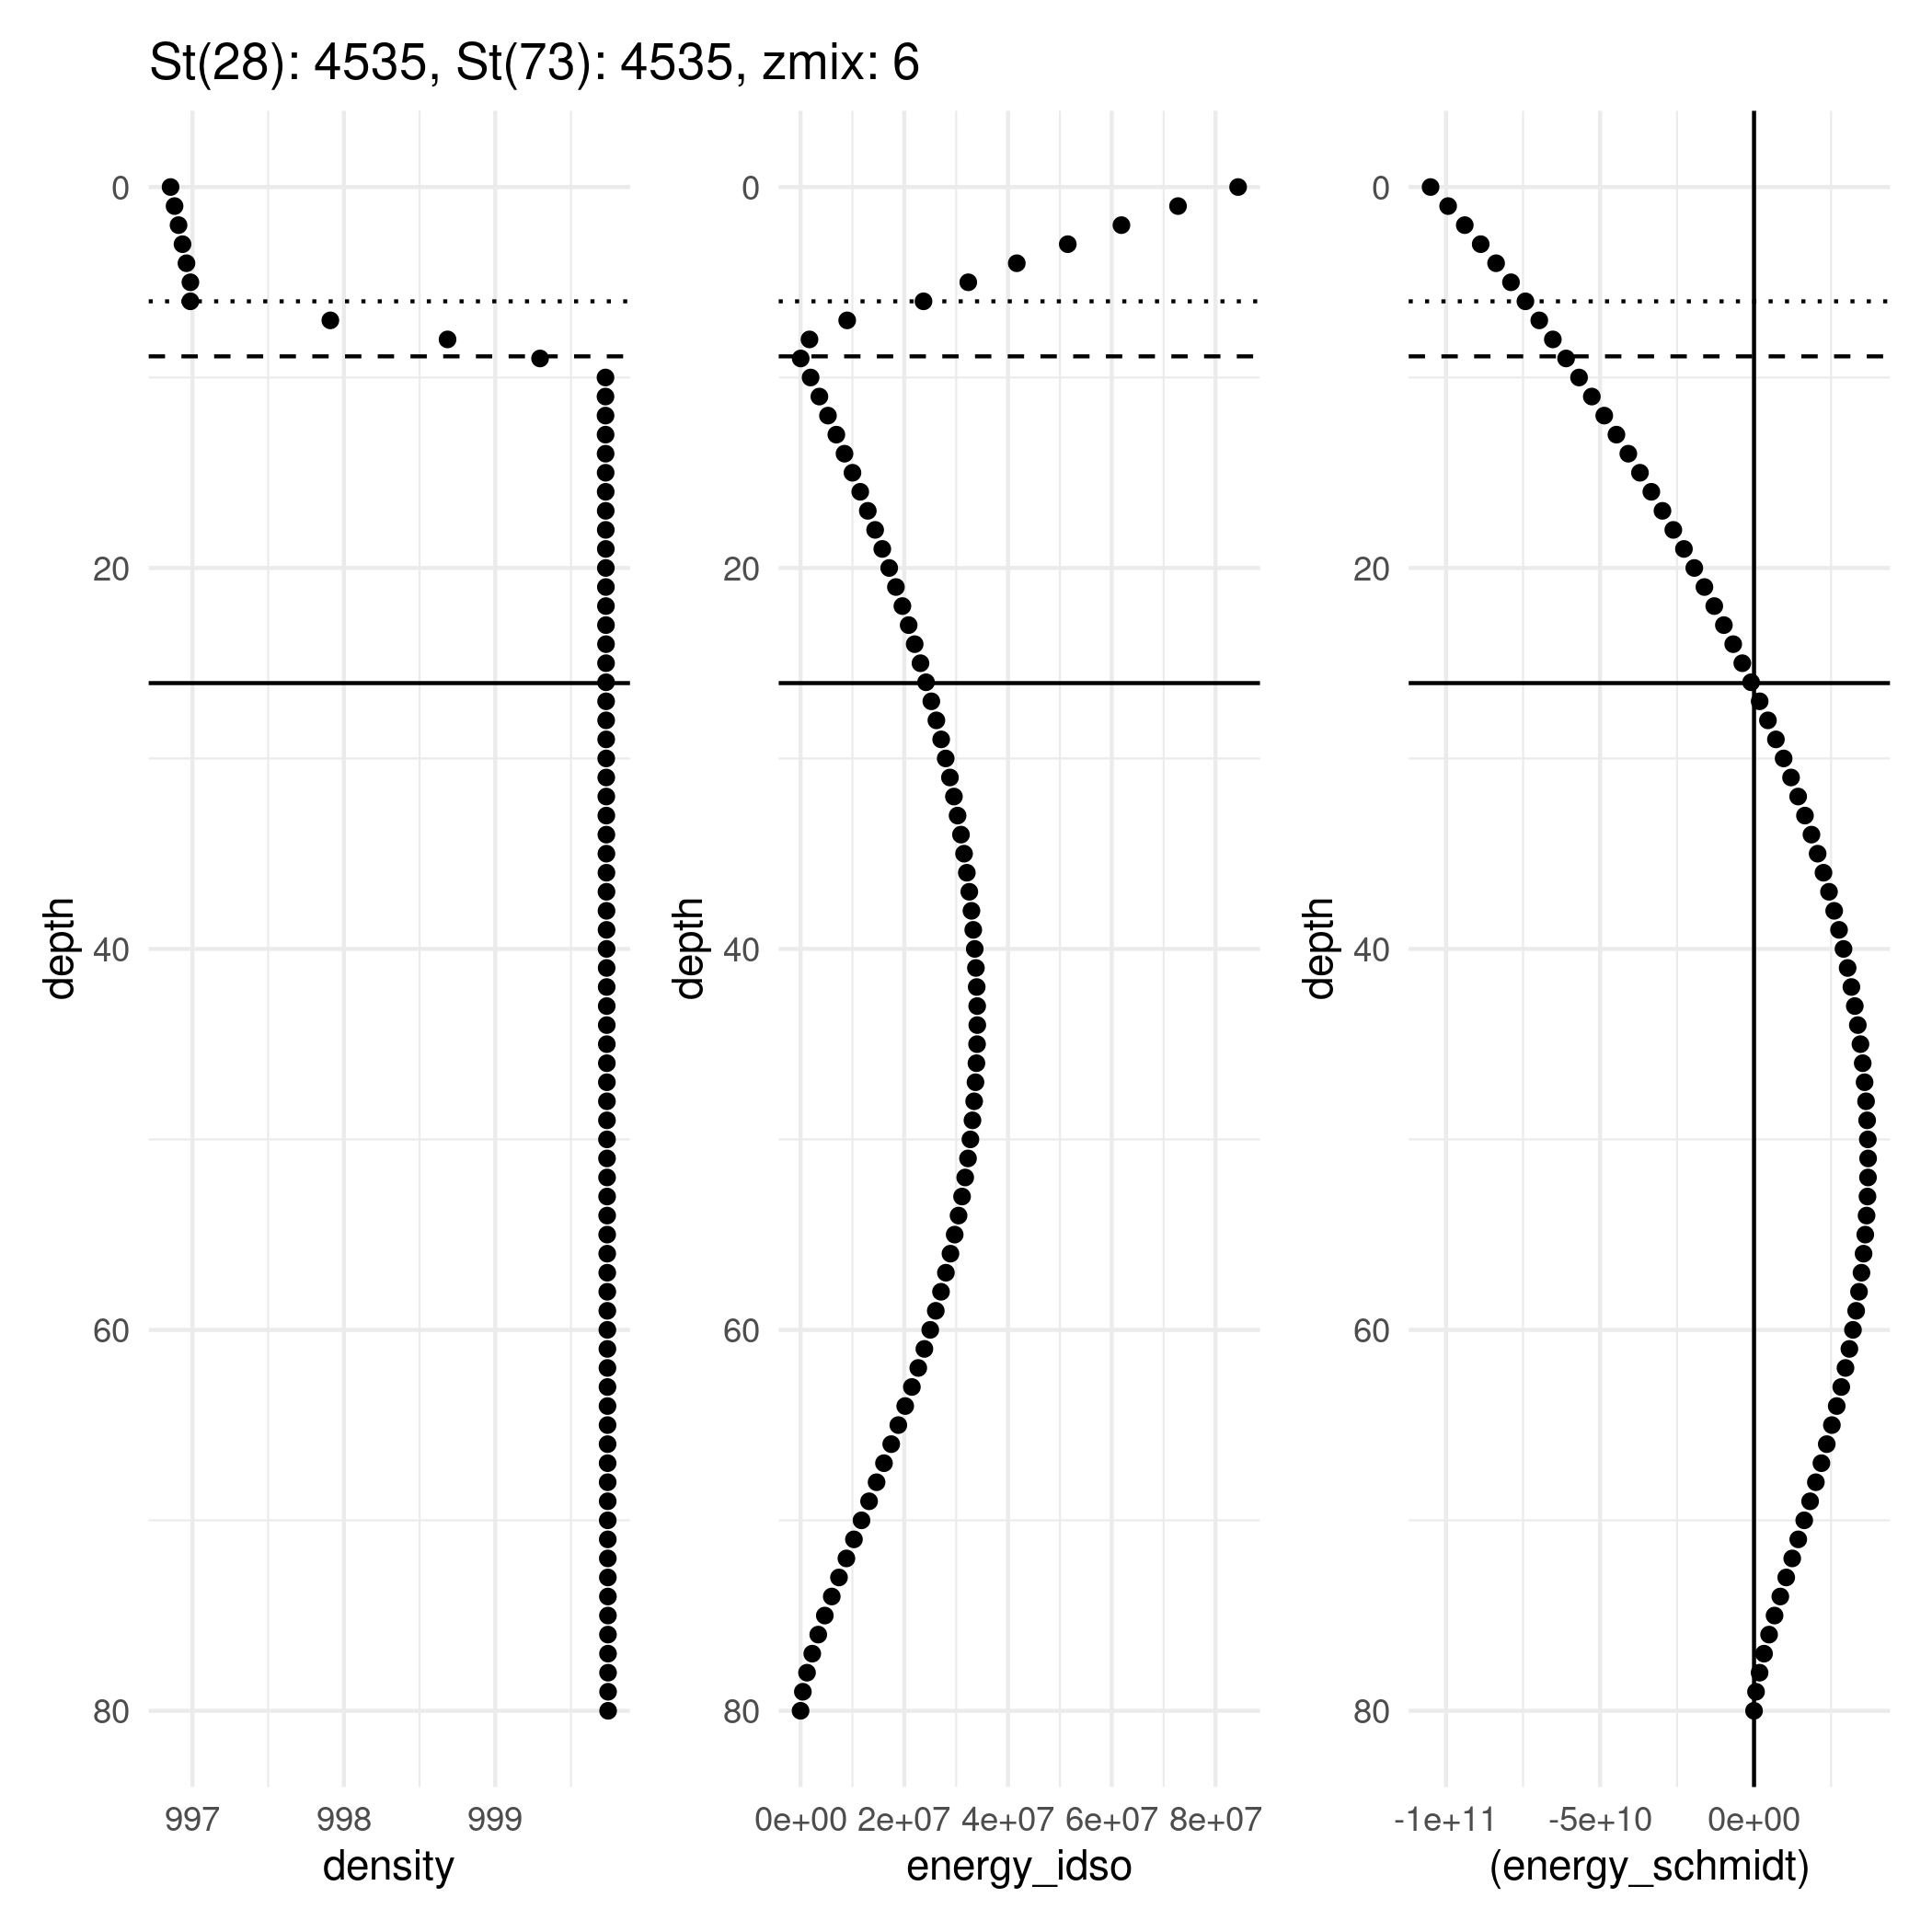 St(28): 4535, St(73): 4535, zmix: 6
0
20
40
60
80
depth
997 998 999
density
0
20
40
60
80
depth
0e+00 2e+07 4e+07 6e+07 8e+07
energy_idso
0
20
40
60
80
depth
-1e+11 -5e+10 0e+00
(energy_schmidt)